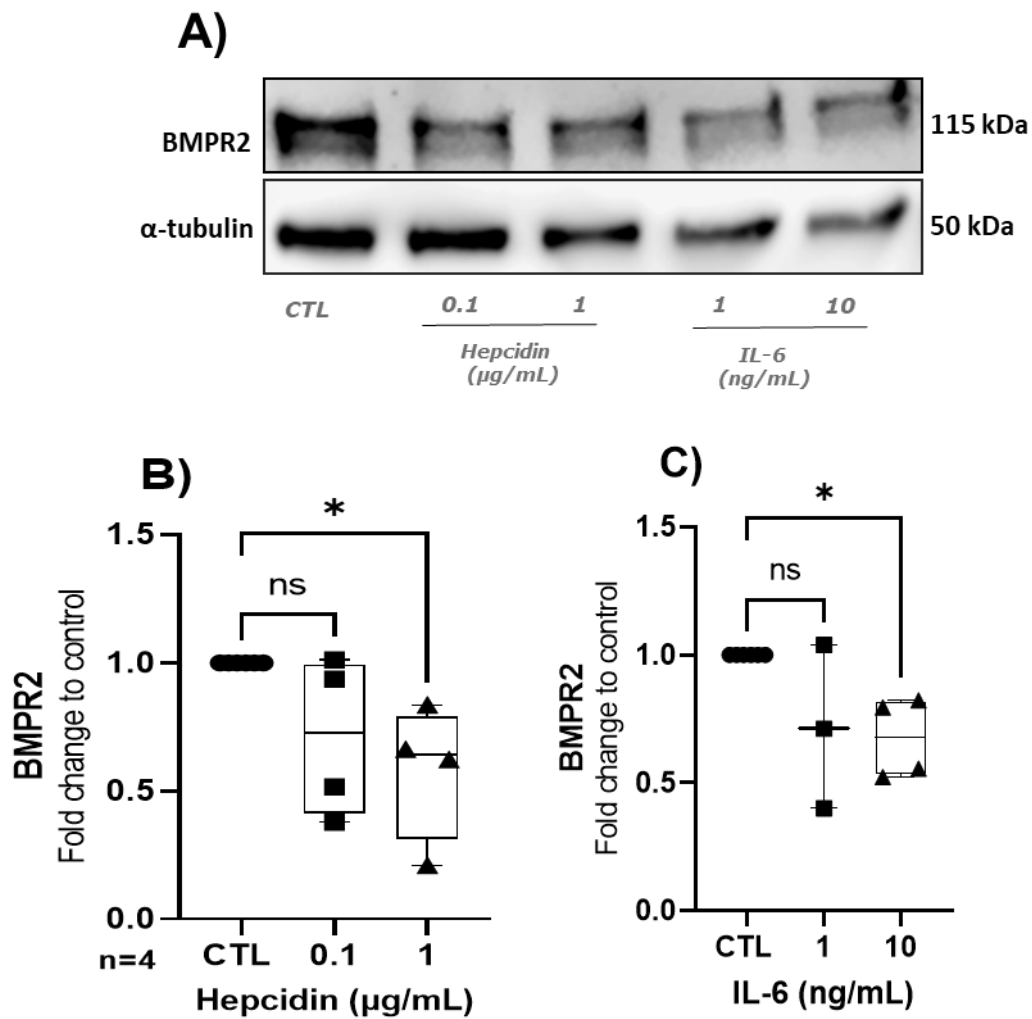 A)
BMPR2
115 kDa
α-tubulin
50 kDa
CTL 0.1 1 1 10
Hepcidin
(µg/mL)
IL-6
(ng/mL)
B)
*
ns
1.5
1.0
0.5
0.0
BMPR2
Fold change to control
n=4
CTL 0.1 1
Hepcidin (µg/mL)
C)
*
ns
1.5
1.0
0.5
0.0
BMPR2
Fold change to control
CTL 1 10
IL-6 (ng/mL)